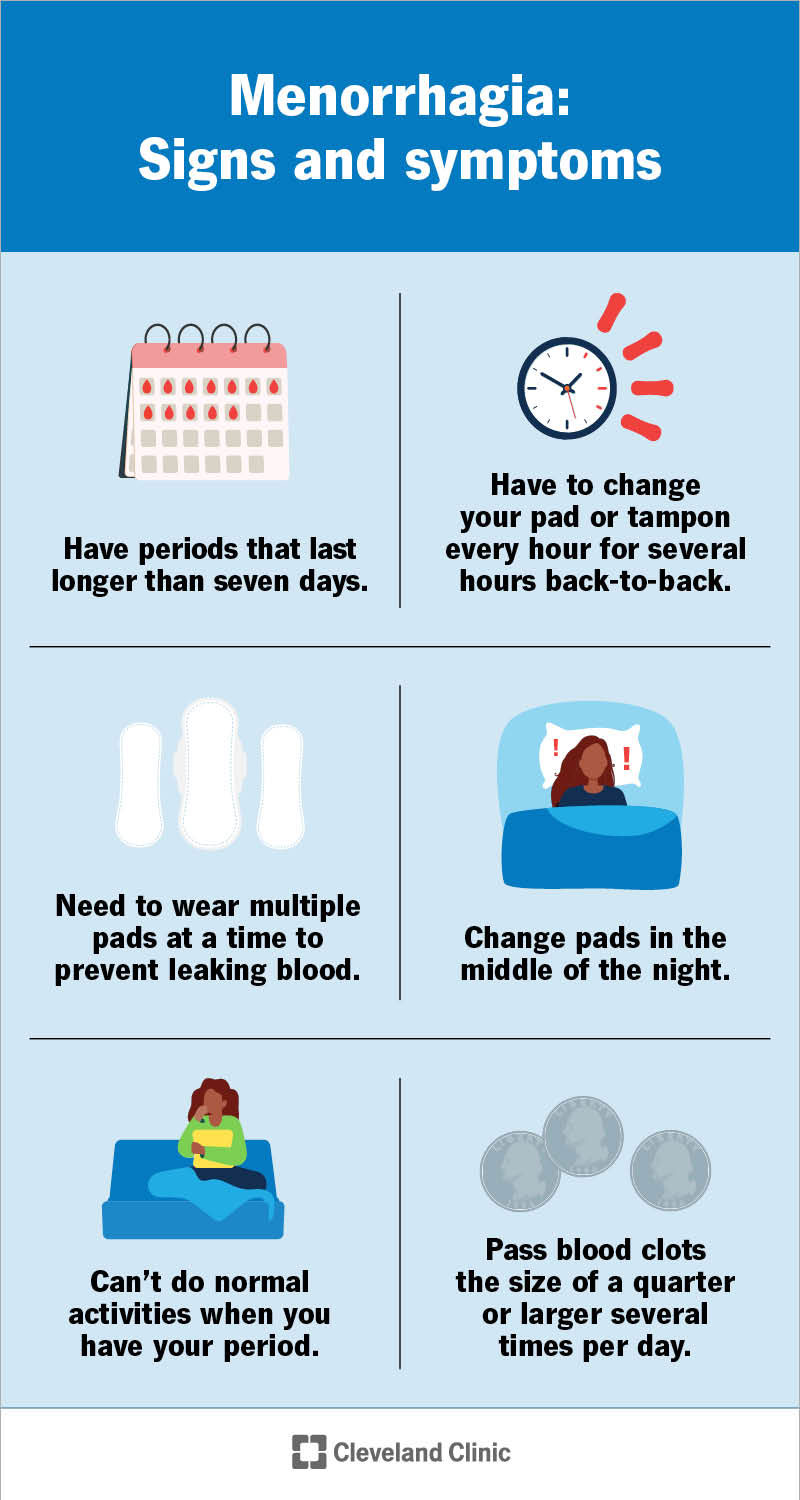 Menorrhagia:
Signs and symptoms
Have periods that last
longer than seven days.
Have to change
your pad or tampon
every hour for several
hours back-to-back.
Need to wear multiple
pads at a time to
prevent leaking blood.
! !
Change pads in the
middle of the night.
Can’t do normal
activities when you
have your period.
LIBERTY
LIBERTY
LIBERTY
Pass blood clots
the size of a quarter
or larger several
times per day.
Cleveland Clinic